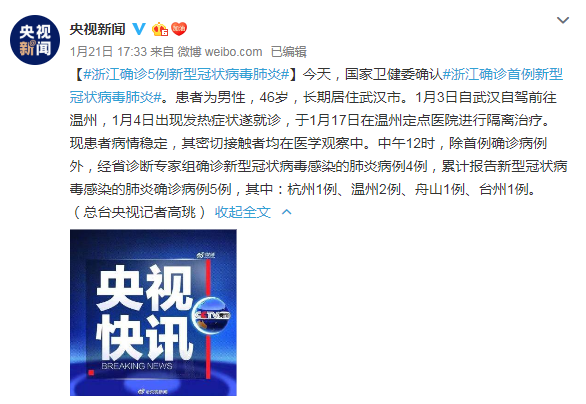 央视新闻
央视
新闻
1月21日 17:33 来自 微博 weibo.com 已编辑
【#浙江确诊5例新型冠状病毒肺炎#】今天，国家卫健委确认#浙江确诊首例新型
冠状病毒肺炎#。患者为男性，46岁，长期居住武汉市。1月3日自武汉自驾前往
温州，1月4日出现发热症状遂就诊，于1月17日在温州定点医院进行隔离治疗。
现患者病情稳定，其密切接触者均在医学观察中。中午12时，除首例确诊病例
外，经省诊断专家组确诊新型冠状病毒感染的肺炎病例4例，累计报告新型冠状病
毒感染的肺炎确诊病例5例，其中：杭州1例、温州2例、舟山1例、台州1例。
（总台央视记者高珧） 收起全文
央视
快讯
BREAKING NEWS